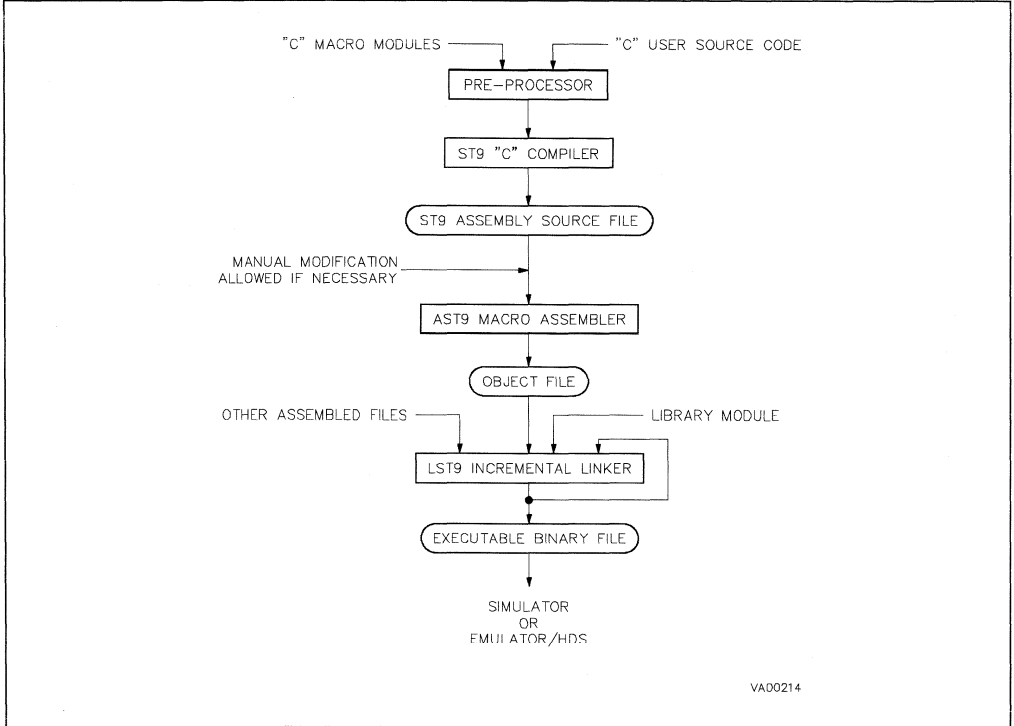 "C" MACRO MODULES
"C" USER SOURCE CODE
PRE-PROCESSOR
ST9 "C" COMPILER
ST9 ASSEMBLY SOURCE FILE
MANUAL MODIFICATION
ALLOWED IF NECESSARY
AST9 MACRO ASSEMBLER
OBJECT FILE
OTHER ASSEMBLED FILES
LIBRARY MODULE
LST9 INCREMENTAL LINKER
EXECUTABLE BINARY FILE
SIMULATOR
OR
EMULATOR/HDS
VA00214